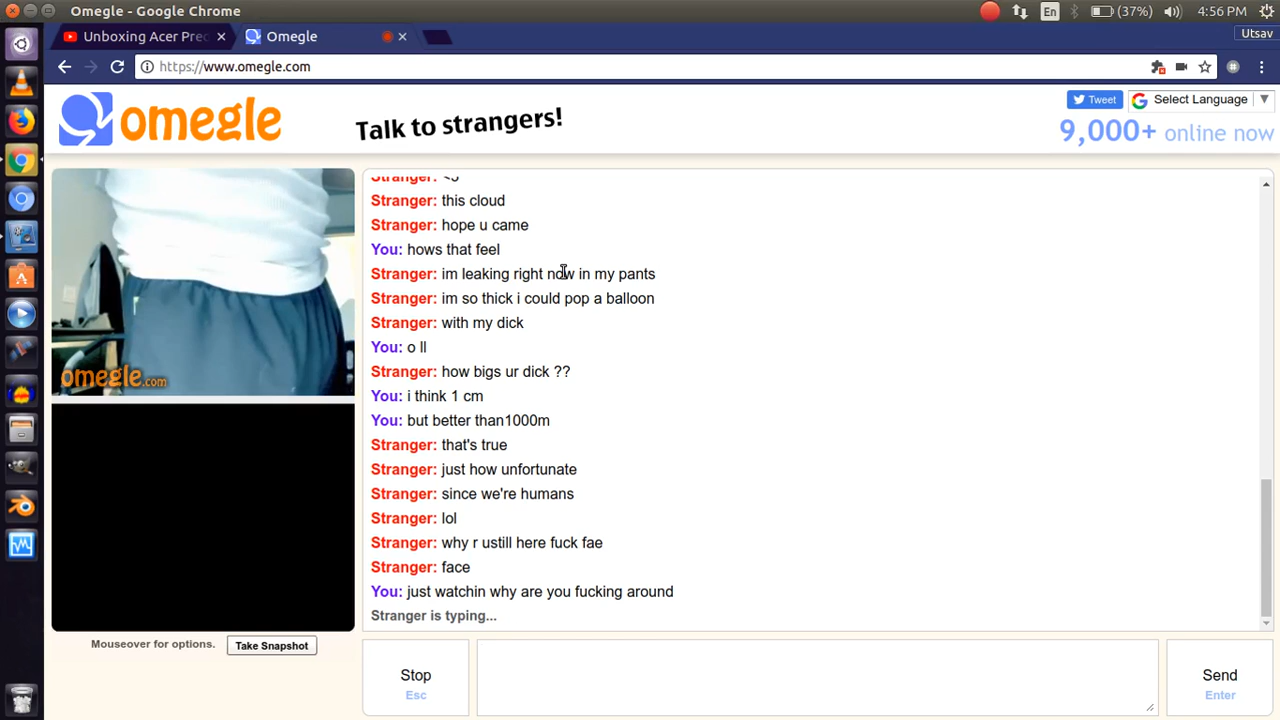 Omegle - Google Chrome
En
(37%)
4:56 PM
Unboxing Acer Prec
Omegle
Utsav
https://www.omegle.com
omegle
Talk to strangers!
Tweet
Select Language
9,000+ online now
omegle.com
Stranger: <3
Stranger: this cloud
Stranger: hope u came
You: hows that feel
Stranger: im leaking right now in my pants
Stranger: im so thick i could pop a balloon
Stranger: with my dick
You: o ll
Stranger: how bigs ur dick ??
You: i think 1 cm
You: but better than1000m
Stranger: that's true
Stranger: just how unfortunate
Stranger: since we're humans
Stranger: lol
Stranger: why r ustill here fuck fae
Stranger: face
You: just watchin why are you fucking around
Stranger is typing...
Mouseover for options.
Take Snapshot
Stop
Esc
Send
Enter